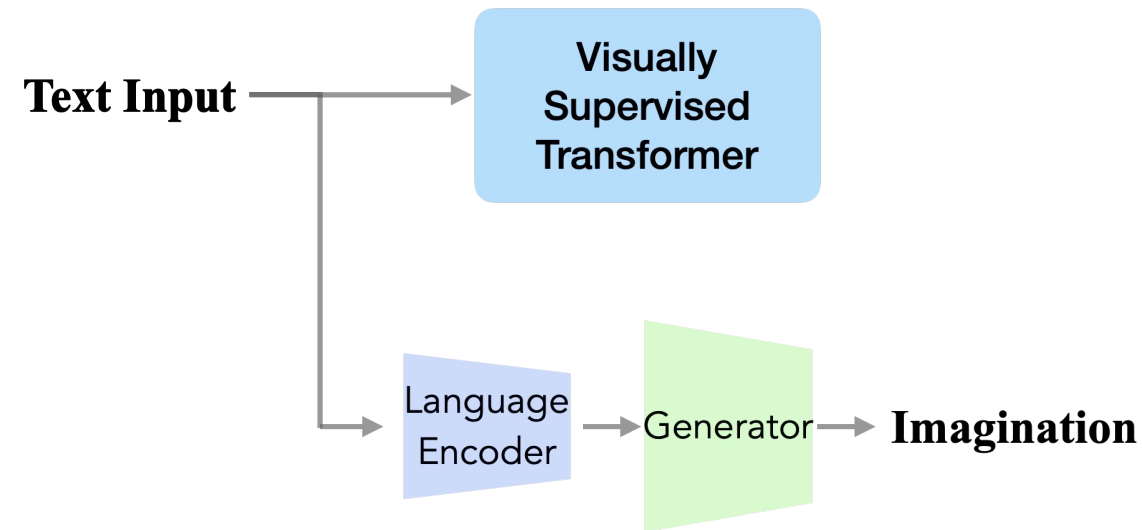 Text Input
Visually
Supervised
Transformer
Language
Encoder
Generator
Imagination